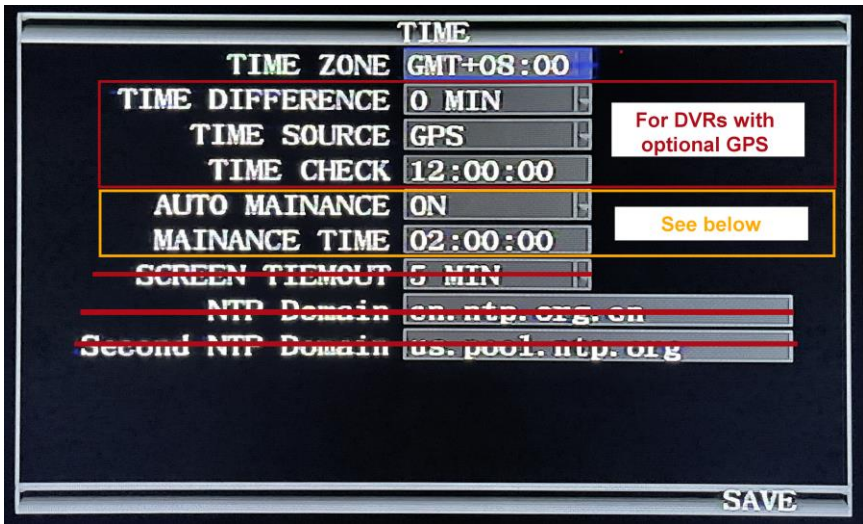 TIME
TIME ZONE GMT+08:00
TIME DIFFERENCE 0 MIN
TIME SOURCE GPS
For DVRs with
optional GPS
TIME CHECK 12:00:00
AUTO MAINANCE ON
See below
MAINANCE TIME 02:00:00
SCREEN TIEMOUT 5 MIN
NTP Domain cn.ntp.org.cn
Second NTP Domain us.pool.ntp.org
SAVE